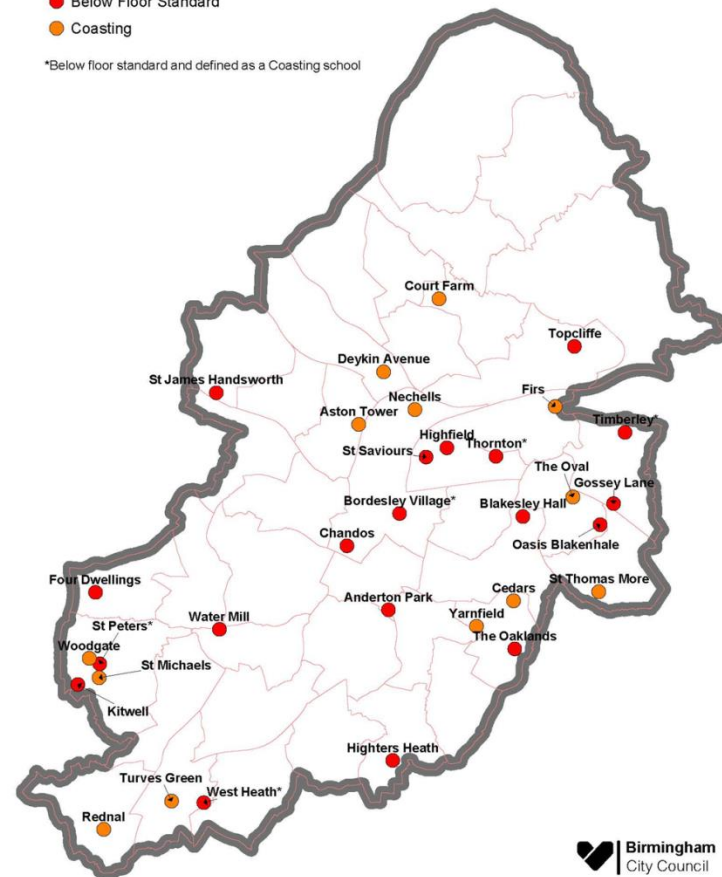 Below Floor Standard
Coasting
*Below floor standard and defined as a Coasting school
Court Farm
Topcliffe
Deykin Avenue
St James Handsworth
Firs
Nechells
Aston Tower
Timberley*
Highfield
Thornton*
St Saviours
The Oval
Gossey Lane
Bordesley Village*
Blakesley Hall
Chandos
Oasis Blakenhale
Four Dwellings
St Thomas More
Cedars
Anderton Park
Water Mill
Yarnfield
St Peters*
The Oaklands
Woodgate
St Michaels
Kitwell
Highters Heath
Turves Green
West Heath*
Rednal
Birmingham
City Council